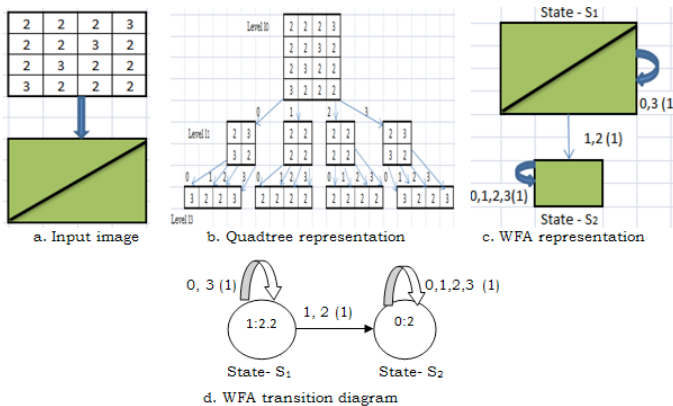 2 2 2 3
2 2 3 2
2 3 2 2
3 2 2 2
a. Input image
Level l0
2 2 2 3
2 2 3 2
2 3 2 2
3 2 2 2
0 1 2 3
Level l1
2 3
3 2
2 2
2 2
2 2
2 2
2 3
3 2
0 1 2 3 0 1 2 3 0 1 2 3 0 1 2 3
3 2 2 3
2 2 2 2
2 2 2 2
3 2 2 3
Level l3
b. Quadtree representation
State - S1
0,3 (1
1,2 (1)
0,1,2,3(1)
State - S2
c. WFA representation
0, 3 (1)
1:2.2
State- S1
1, 2 (1)
0,1,2,3 (1)
0:2
State- S2
d. WFA transition diagram